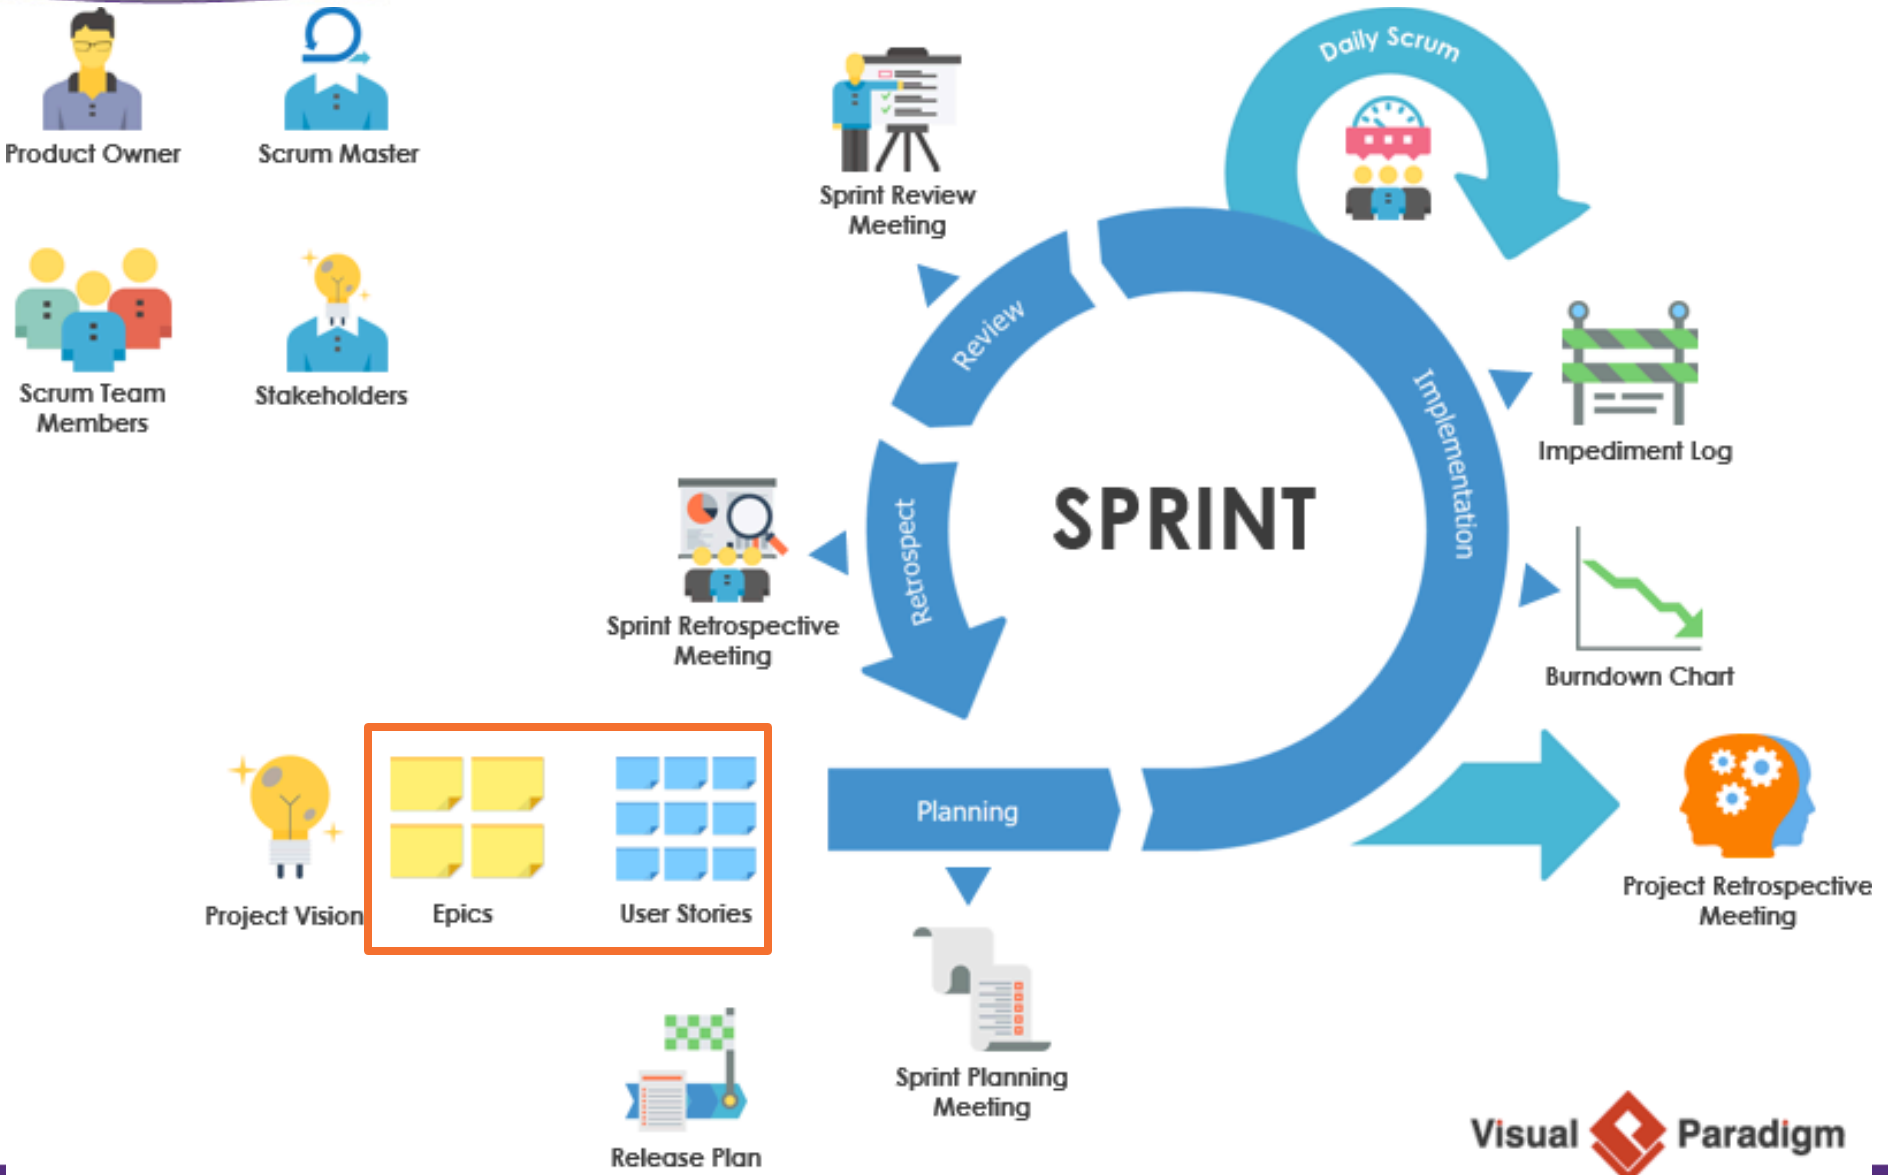 Product Owner
Scrum Master
Scrum Team
Members
Stakeholders
Sprint Review
Meeting
Daily Scrum
Review
Implementation
Impediment Log
SPRINT
Retrospect
Sprint Retrospective
Meeting
Burndown Chart
Project Vision
Epics
User Stories
Planning
Project Retrospective
Meeting
Sprint Planning
Meeting
Release Plan
Visual Paradigm